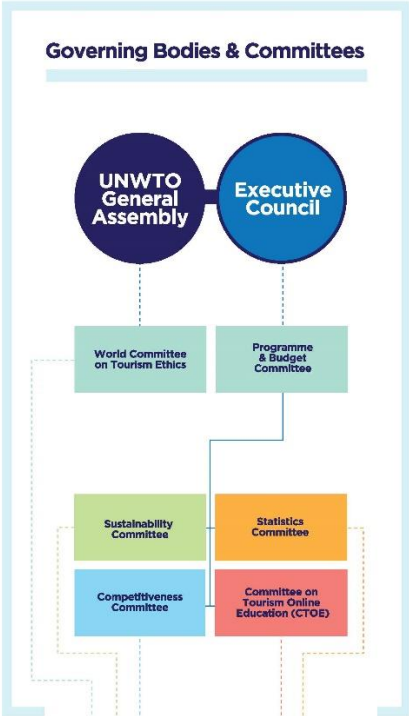 Governing Bodies & Committees
UNWTO
General
Assembly
Executive
Council
World Committee
on Tourism Ethics
Programme
& Budget
Committee
Sustainability
Committee
Statistics
Committee
Competitiveness
Committee
Committee on
Tourism Online
Education (CTOE)